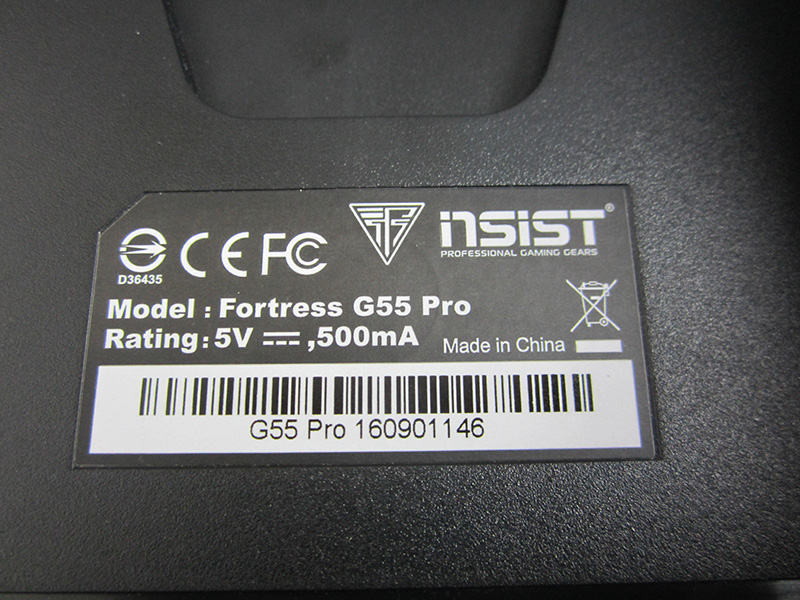 D36435
CE FC
INSIST®
PROFESSIONAL GAMING GEARS
Model : Fortress G55 Pro
Rating : 5V ⎓ ,500mA
Made in China
G55 Pro 160901146